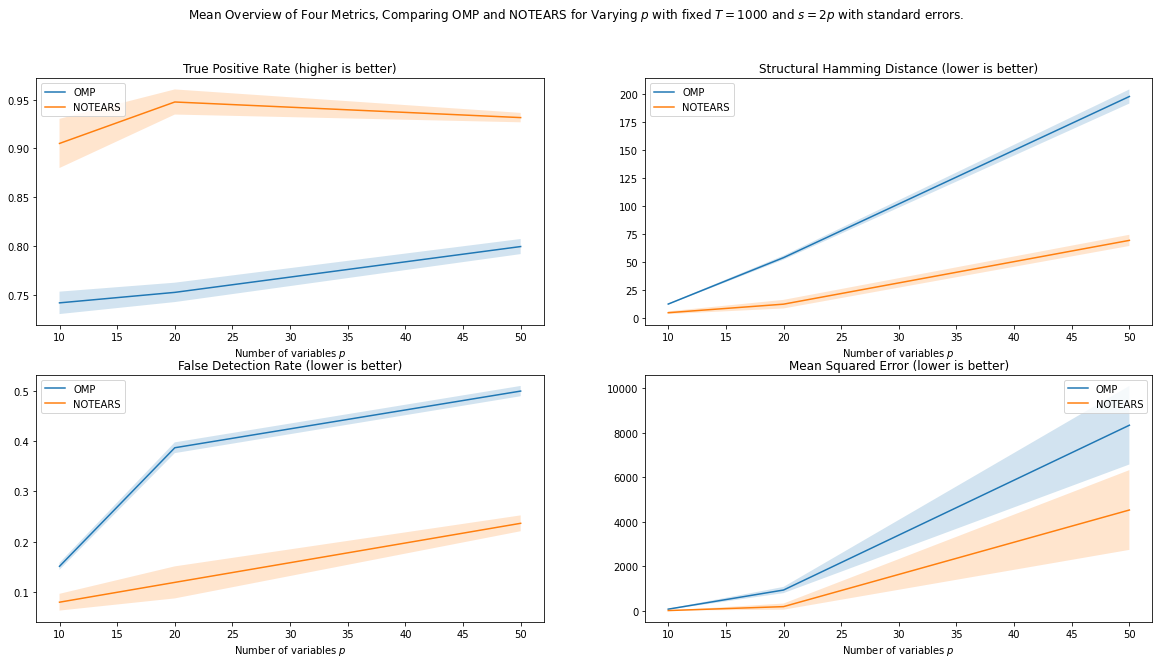 Mean Overview of Four Metrics, Comparing OMP and NOTEARS for Varying p with fixed T = 1000 and s = 2p with standard errors.
True Positive Rate (higher is better)
OMP
NOTEARS
0.95
0.90
0.85
0.80
0.75
10 15 20 25 30 35 40 45 50
Number of variables p
Structural Hamming Distance (lower is better)
OMP
NOTEARS
200
175
150
125
100
75
50
25
0
10 15 20 25 30 35 40 45 50
Number of variables p
False Detection Rate (lower is better)
OMP
NOTEARS
0.5
0.4
0.3
0.2
0.1
10 15 20 25 30 35 40 45 50
Number of variables p
Mean Squared Error (lower is better)
OMP
NOTEARS
10000
8000
6000
4000
2000
0
10 15 20 25 30 35 40 45 50
Number of variables p